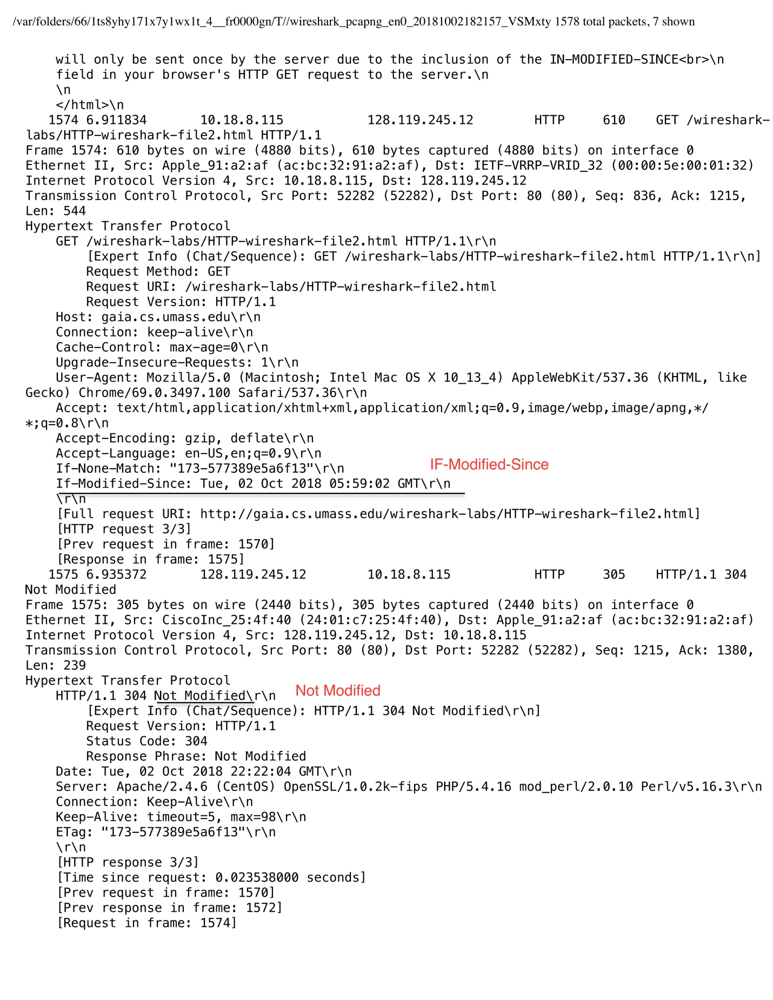 /var/folders/66/1ts8yhy171x7y1wx1t_4__fr0000gn/T//wireshark_pcapng_en0_20181002182157_VSMxty 1578 total packets, 7 shown
will only be sent once by the server due to the inclusion of the IN-MODIFIED-SINCE<br>\n
field in your browser's HTTP GET request to the server.\n
\n
</html>\n
1574 6.911834 10.18.8.115 128.119.245.12 HTTP 610 GET /wireshark-
labs/HTTP-wireshark-file2.html HTTP/1.1
Frame 1574: 610 bytes on wire (4880 bits), 610 bytes captured (4880 bits) on interface 0
Ethernet II, Src: Apple_91:a2:af (ac:bc:32:91:a2:af), Dst: IETF-VRRP-VRID_32 (00:00:5e:00:01:32)
Internet Protocol Version 4, Src: 10.18.8.115, Dst: 128.119.245.12
Transmission Control Protocol, Src Port: 52282 (52282), Dst Port: 80 (80), Seq: 836, Ack: 1215,
Len: 544
Hypertext Transfer Protocol
GET /wireshark-labs/HTTP-wireshark-file2.html HTTP/1.1\r\n
[Expert Info (Chat/Sequence): GET /wireshark-labs/HTTP-wireshark-file2.html HTTP/1.1\r\n]
Request Method: GET
Request URI: /wireshark-labs/HTTP-wireshark-file2.html
Request Version: HTTP/1.1
Host: gaia.cs.umass.edu\r\n
Connection: keep-alive\r\n
Cache-Control: max-age=0\r\n
Upgrade-Insecure-Requests: 1\r\n
User-Agent: Mozilla/5.0 (Macintosh; Intel Mac OS X 10_13_4) AppleWebKit/537.36 (KHTML, like
Gecko) Chrome/69.0.3497.100 Safari/537.36\r\n
Accept: text/html,application/xhtml+xml,application/xml;q=0.9,image/webp,image/apng,*/
*;q=0.8\r\n
Accept-Encoding: gzip, deflate\r\n
Accept-Language: en-US,en;q=0.9\r\n
If-None-Match: "173-577389e5a6f13"\r\n
IF-Modified-Since
If-Modified-Since: Tue, 02 Oct 2018 05:59:02 GMT\r\n
\r\n
[Full request URI: http://gaia.cs.umass.edu/wireshark-labs/HTTP-wireshark-file2.html]
[HTTP request 3/3]
[Prev request in frame: 1570]
[Response in frame: 1575]
1575 6.935372 128.119.245.12 10.18.8.115 HTTP 305 HTTP/1.1 304
Not Modified
Frame 1575: 305 bytes on wire (2440 bits), 305 bytes captured (2440 bits) on interface 0
Ethernet II, Src: CiscoInc_25:4f:40 (24:01:c7:25:4f:40), Dst: Apple_91:a2:af (ac:bc:32:91:a2:af)
Internet Protocol Version 4, Src: 128.119.245.12, Dst: 10.18.8.115
Transmission Control Protocol, Src Port: 80 (80), Dst Port: 52282 (52282), Seq: 1215, Ack: 1380,
Len: 239
Hypertext Transfer Protocol
HTTP/1.1 304 Not Modified\r\n
Not Modified
[Expert Info (Chat/Sequence): HTTP/1.1 304 Not Modified\r\n]
Request Version: HTTP/1.1
Status Code: 304
Response Phrase: Not Modified
Date: Tue, 02 Oct 2018 22:22:04 GMT\r\n
Server: Apache/2.4.6 (CentOS) OpenSSL/1.0.2k-fips PHP/5.4.16 mod_perl/2.0.10 Perl/v5.16.3\r\n
Connection: Keep-Alive\r\n
Keep-Alive: timeout=5, max=98\r\n
ETag: "173-577389e5a6f13"\r\n
\r\n
[HTTP response 3/3]
[Time since request: 0.023538000 seconds]
[Prev request in frame: 1570]
[Prev response in frame: 1572]
[Request in frame: 1574]